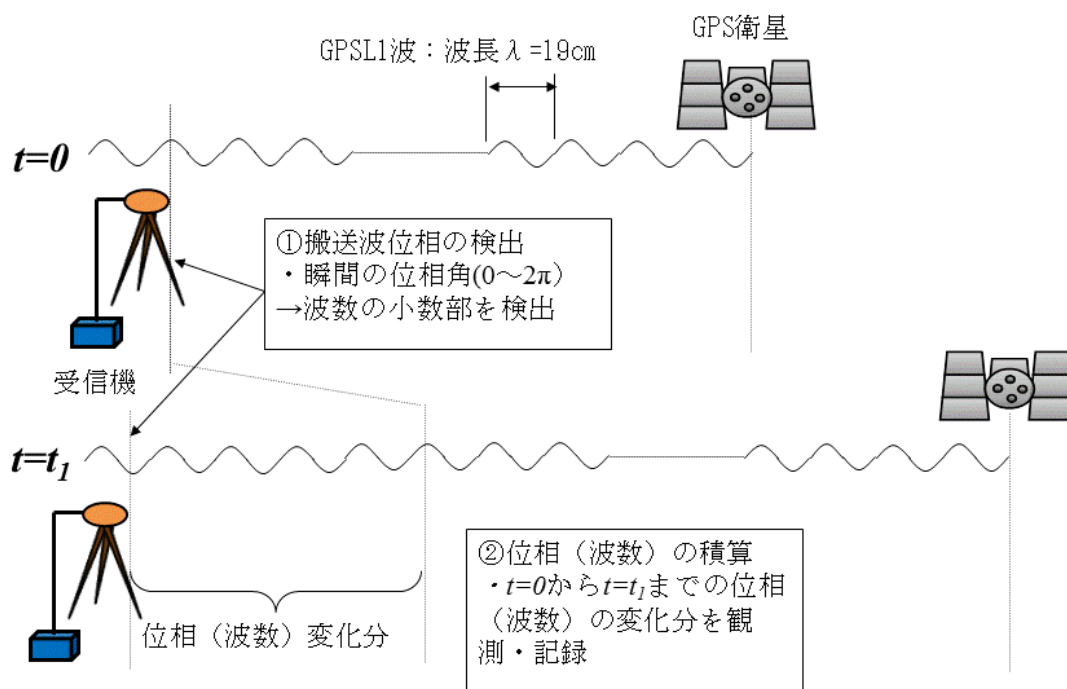 GPS衛星
GPSL1波：波長λ=19cm
t=0
①搬送波位相の検出
・瞬間の位相角(0～2π）
→波数の小数部を検出
受信機
t=t1
②位相（波数）の積算
・t=0からt=t1までの位相
（波数）の変化分を観
測・記録
位相（波数）変化分